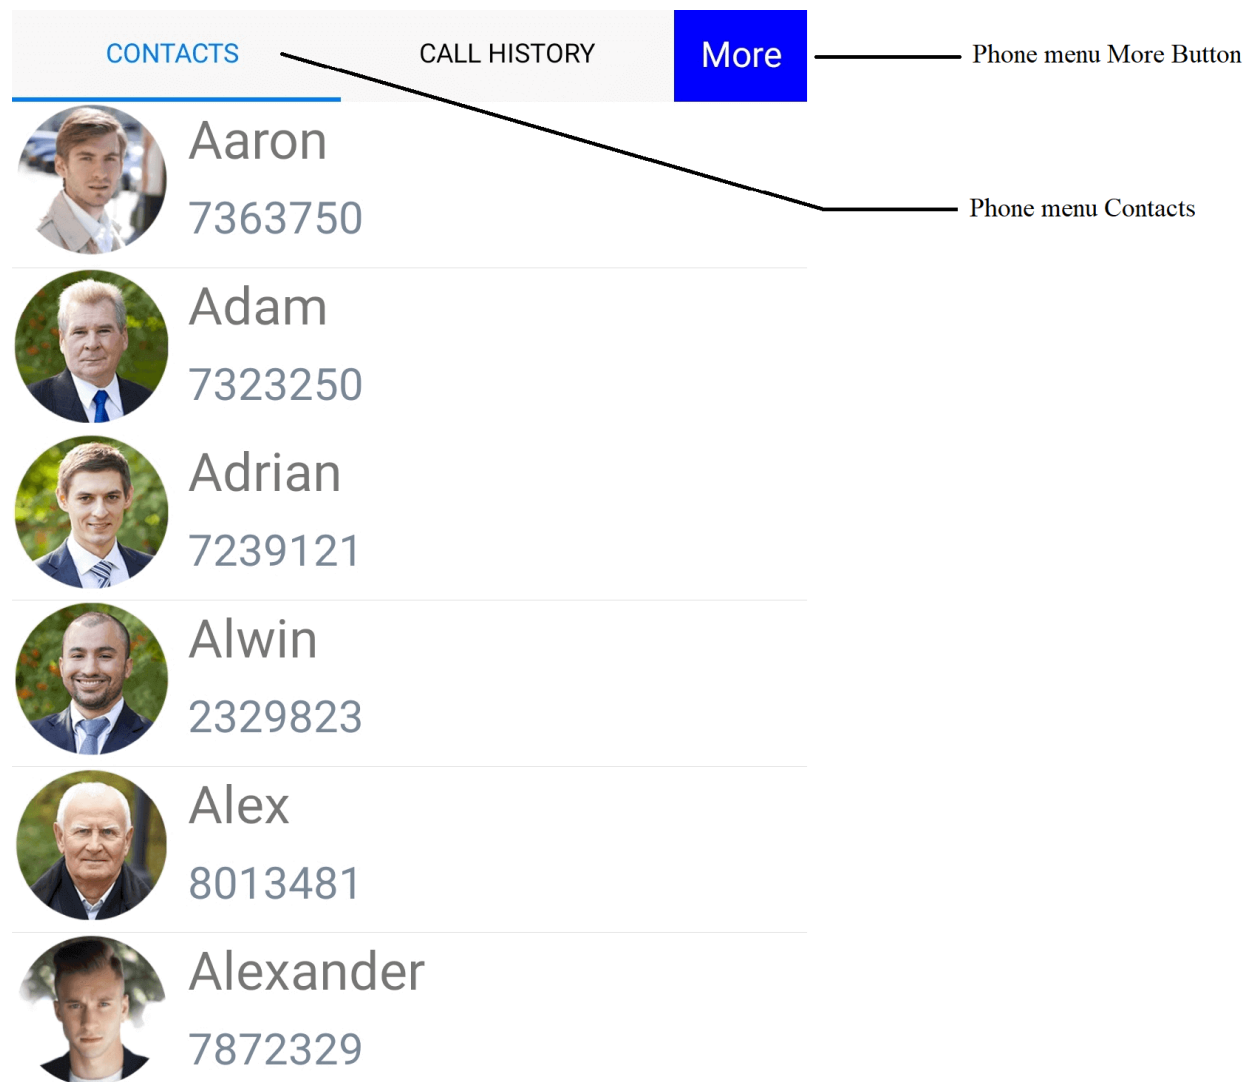 CONTACTS CALL HISTORY More Phone menu More Button
Aaron
7363750
Phone menu Contacts
Adam
7323250
Adrian
7239121
Alwin
2329823
Alex
8013481
Alexander
7872329